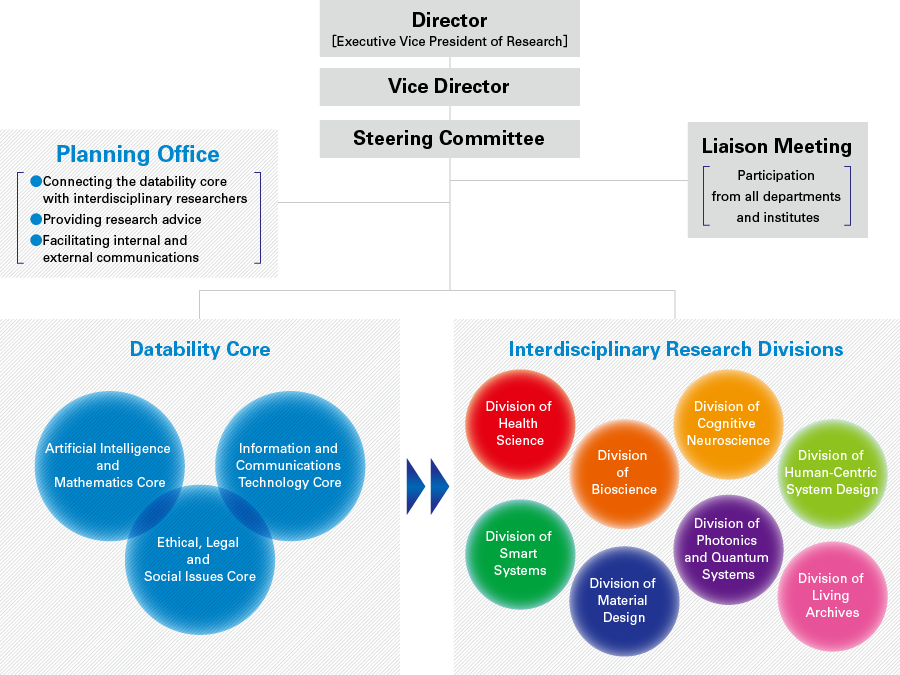 Director
[Executive Vice President of Research]
Vice Director
Steering Committee
Planning Office
Connecting the datability core
with interdisciplinary researchers
Providing research advice
Facilitating internal and
external communications
Liaison Meeting
Participation
from all departments
and institutes
Datability Core
Artificial Intelligence
and
Mathematics Core
Information and
Communications
Technology Core
Ethical, Legal
and
Social Issues Core
Interdisciplinary Research Divisions
Division of
Health
Science
Division
of
Bioscience
Division of
Cognitive
Neuroscience
Division of
Human-Centric
System Design
Division of
Smart
Systems
Division of
Material
Design
Division of
Photonics
and Quantum
Systems
Division of
Living
Archives